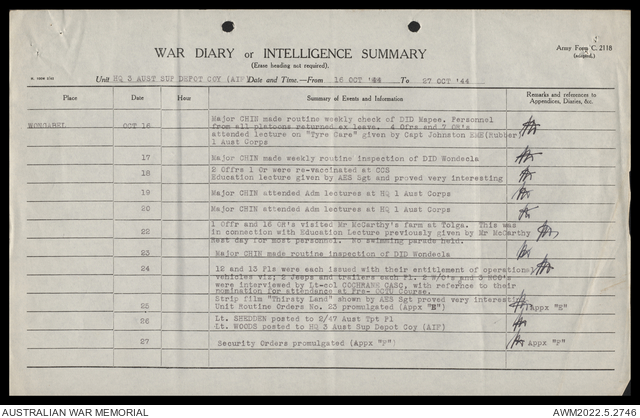 Army Form C. 2118
(adapted.)
WAR DIARY or INTELLIGENCE SUMMARY
(Erase heading not required).
Unit HQ 3 AUST SUP DEPOT COY (AIF) Date and Time.—From 16 OCT '44 To 27 OCT '44
Place Date Hour Summary of Events and Information Remarks and references to Appendices, Diaries, &c.
WONGABEL OCT 16 Major CHIN made routine weekly check of DID Mapee. Personnel
from all platoons returned ex leave. 4 Ofrs and 7 OR's
attended lecture on "Tyre Care" given by Capt Johnston EME(Rubber)
1 Aust Corps
17 Major CHIN made weekly routine inspection of DID Wondecla
18 2 Offrs 1 Or were re-vaccinated at CCS
Education lecture given by AES Sgt and proved very interesting
19 Major CHIN attended Adm lectures at HQ 1 Aust Corps
20 Major CHIN attended Adm lectures at HQ 1 Aust Corps
22 1 Offr and 16 OR's visited Mr McCarthy's farm at Tolga. This was
in connection with Education Lecture previously given by Mr McCarthy
Rest day for most personnel. No swimming parade held.
23 Major CHIN made routine inspection of DID Wondecla
24 12 and 13 Pls were each issued with their entitlement of operational
vehicles viz; 2 Jeeps and trailers each Pl. 2 W/O's and 3 NCO's
were interviewed by Lt-col COCHRANE CASC, with refernce to their
nomination for attendance at Pre- OCTU Course.
Strip film "Thirsty Land" shown by AES Sgt proved very interesting
25 Unit Routine Orders No. 23 promulgated (Appx "E") Appx "E"
26 Lt. SHEDDEN posted to 2/47 Aust Tpt Pl
Lt. WOODS posted to HQ 3 Aust Sup Depot Coy (AIF)
27 Security Orders promulgated (Appx "F") Appx "F"
AUSTRALIAN WAR MEMORIAL
AWM2022.5.2746